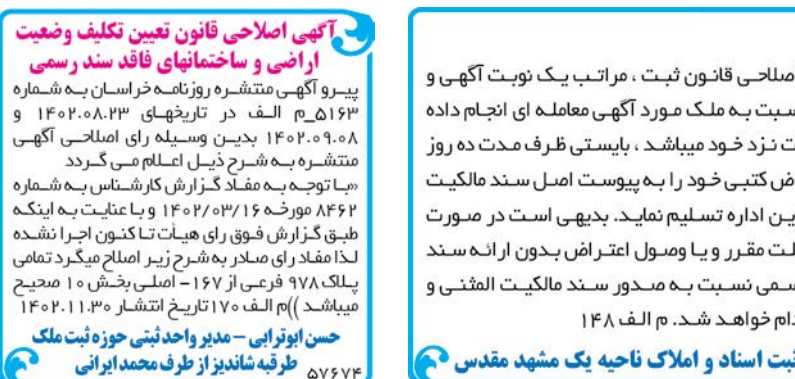 صلاحی قانون ثبت ، مراتب یک نوبت آگهی و
سبت به ملک مورد آگهی معامله ای انجام داده
ت نزد خود میباشد ، بایستی ظرف مدت ده روز
ض کتبی خود را به پیوست اصل سند مالکیت
ین اداره تسلیم نماید. بدیهی است در صورت
لت مقرر و یا وصول اعتراض بدون ارائه سند
سمی نسبت به صدور سند مالکیت المثنی و
دام خواهد شد. م الف ۱۴۸
ثبت اسناد و املاک ناحیه یک مشهد مقدس
آگهی اصلاحی قانون تعیین تکلیف وضعیت
اراضی و ساختمانهای فاقد سند رسمی
پیرو آگهی منتشره روزنامه خراسان به شماره
۵۱۶۳_م الف در تاریخهای ۱۴۰۲.۰۸.۲۳ و
۱۴۰۲.۰۹.۰۸ بدین وسیله رای اصلاحی آگهی
منتشره به شرح ذیل اعلام می گردد
«با توجه به مفاد گزارش کارشناس به شماره
۸۴۶۲ مورخه ۱۴۰۲/۰۳/۱۶ و با عنایت به اینکه
طبق گزارش فوق رای هیأت تاکنون اجرا نشده
لذا مفاد رای صادر به شرح زیر اصلاح میگرد تمامی
پلاک ۹۷۸ فرعی از ۱۶۷- اصلی بخش ۱۰ صحیح
میباشد ))م الف ۱۷۰ تاریخ انتشار ۱۴۰۲.۱۱.۳۰
حسن ابوترابی – مدیر واحد ثبتی حوزه ثبت ملک
طرقبه شاندیز از طرف محمد ایرانی
۵۷۶۷۴